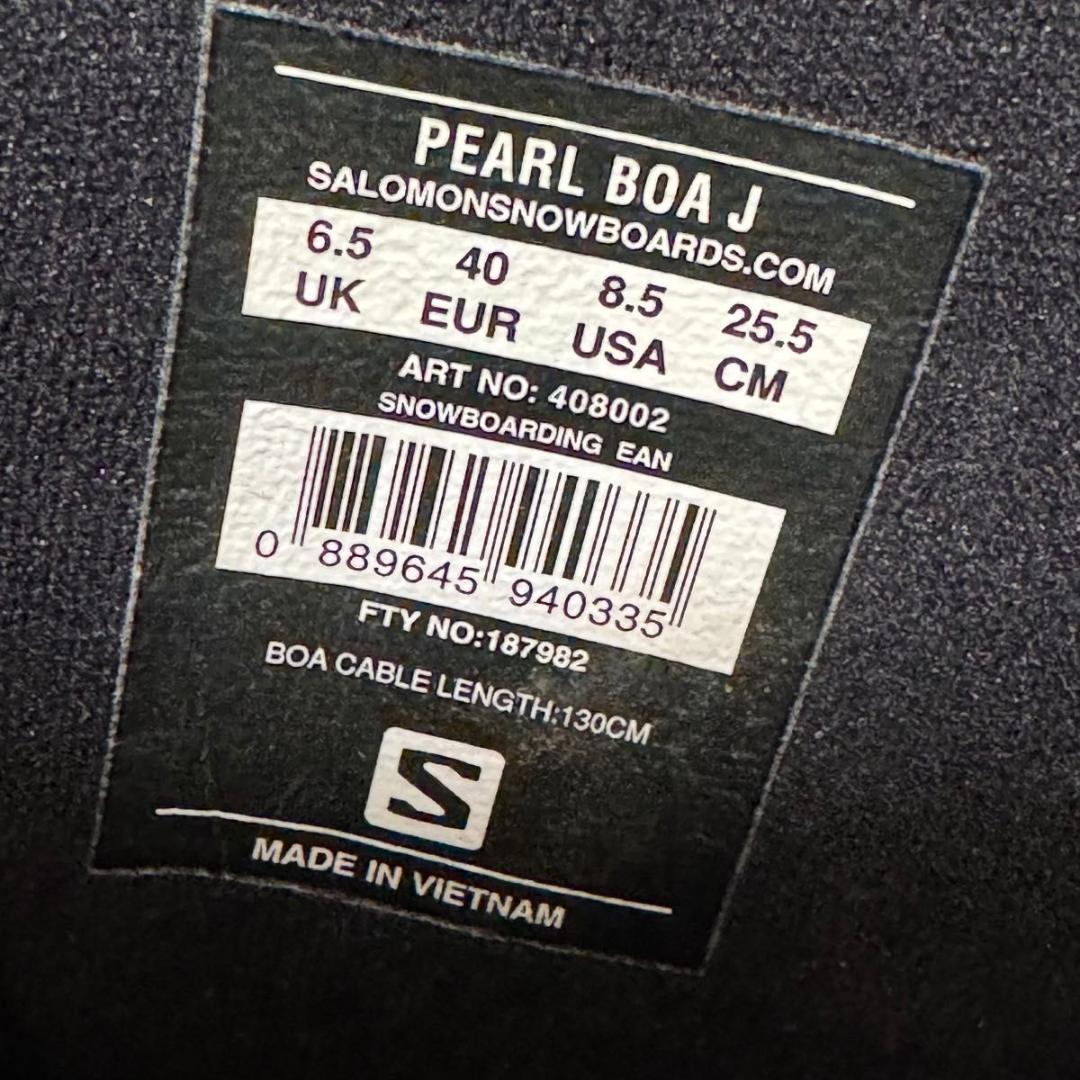 PEARL BOA J
SALOMONSNOWBOARDS.COM
6.5 40 8.5 25.5
UK EUR USA CM
ART NO: 408002
SNOWBOARDING EAN
0 889645 940335
FTY NO:187982
BOA CABLE LENGTH:130CM
S
MADE IN VIETNAM